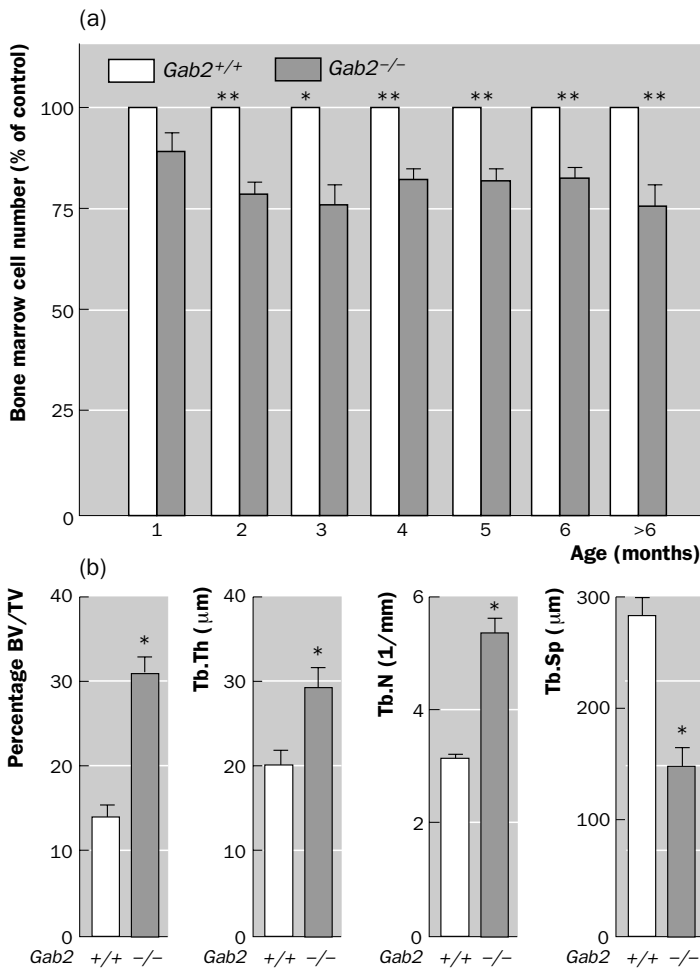 (a)
Bone marrow cell number (% of control)
Gab2+/+ Gab2−/−
100
75
50
25
0
** * ** ** ** **
1 2 3 4 5 6 >6
Age (months)
(b)
Percentage BV/TV
40
30
20
10
0
*
Gab2 +/+ −/−
Tb.Th (μm)
40
30
20
10
0
*
Gab2 +/+ −/−
Tb.N (1/mm)
6
4
2
0
*
Gab2 +/+ −/−
Tb.Sp (μm)
300
200
100
0
*
Gab2 +/+ −/−